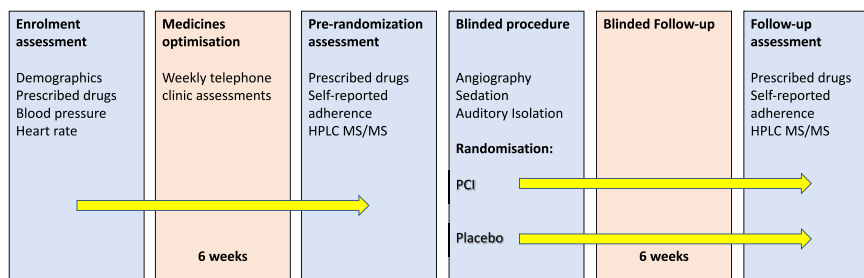 Enrolment
assessment
Demographics
Prescribed drugs
Blood pressure
Heart rate
Medicines
optimisation
Weekly telephone
clinic assessments
6 weeks
Pre-randomization
assessment
Prescribed drugs
Self-reported
adherence
HPLC MS/MS
Blinded procedure
Angiography
Sedation
Auditory Isolation
Randomisation:
PCI
Placebo
Blinded Follow-up
6 weeks
Follow-up
assessment
Prescribed drugs
Self-reported
adherence
HPLC MS/MS